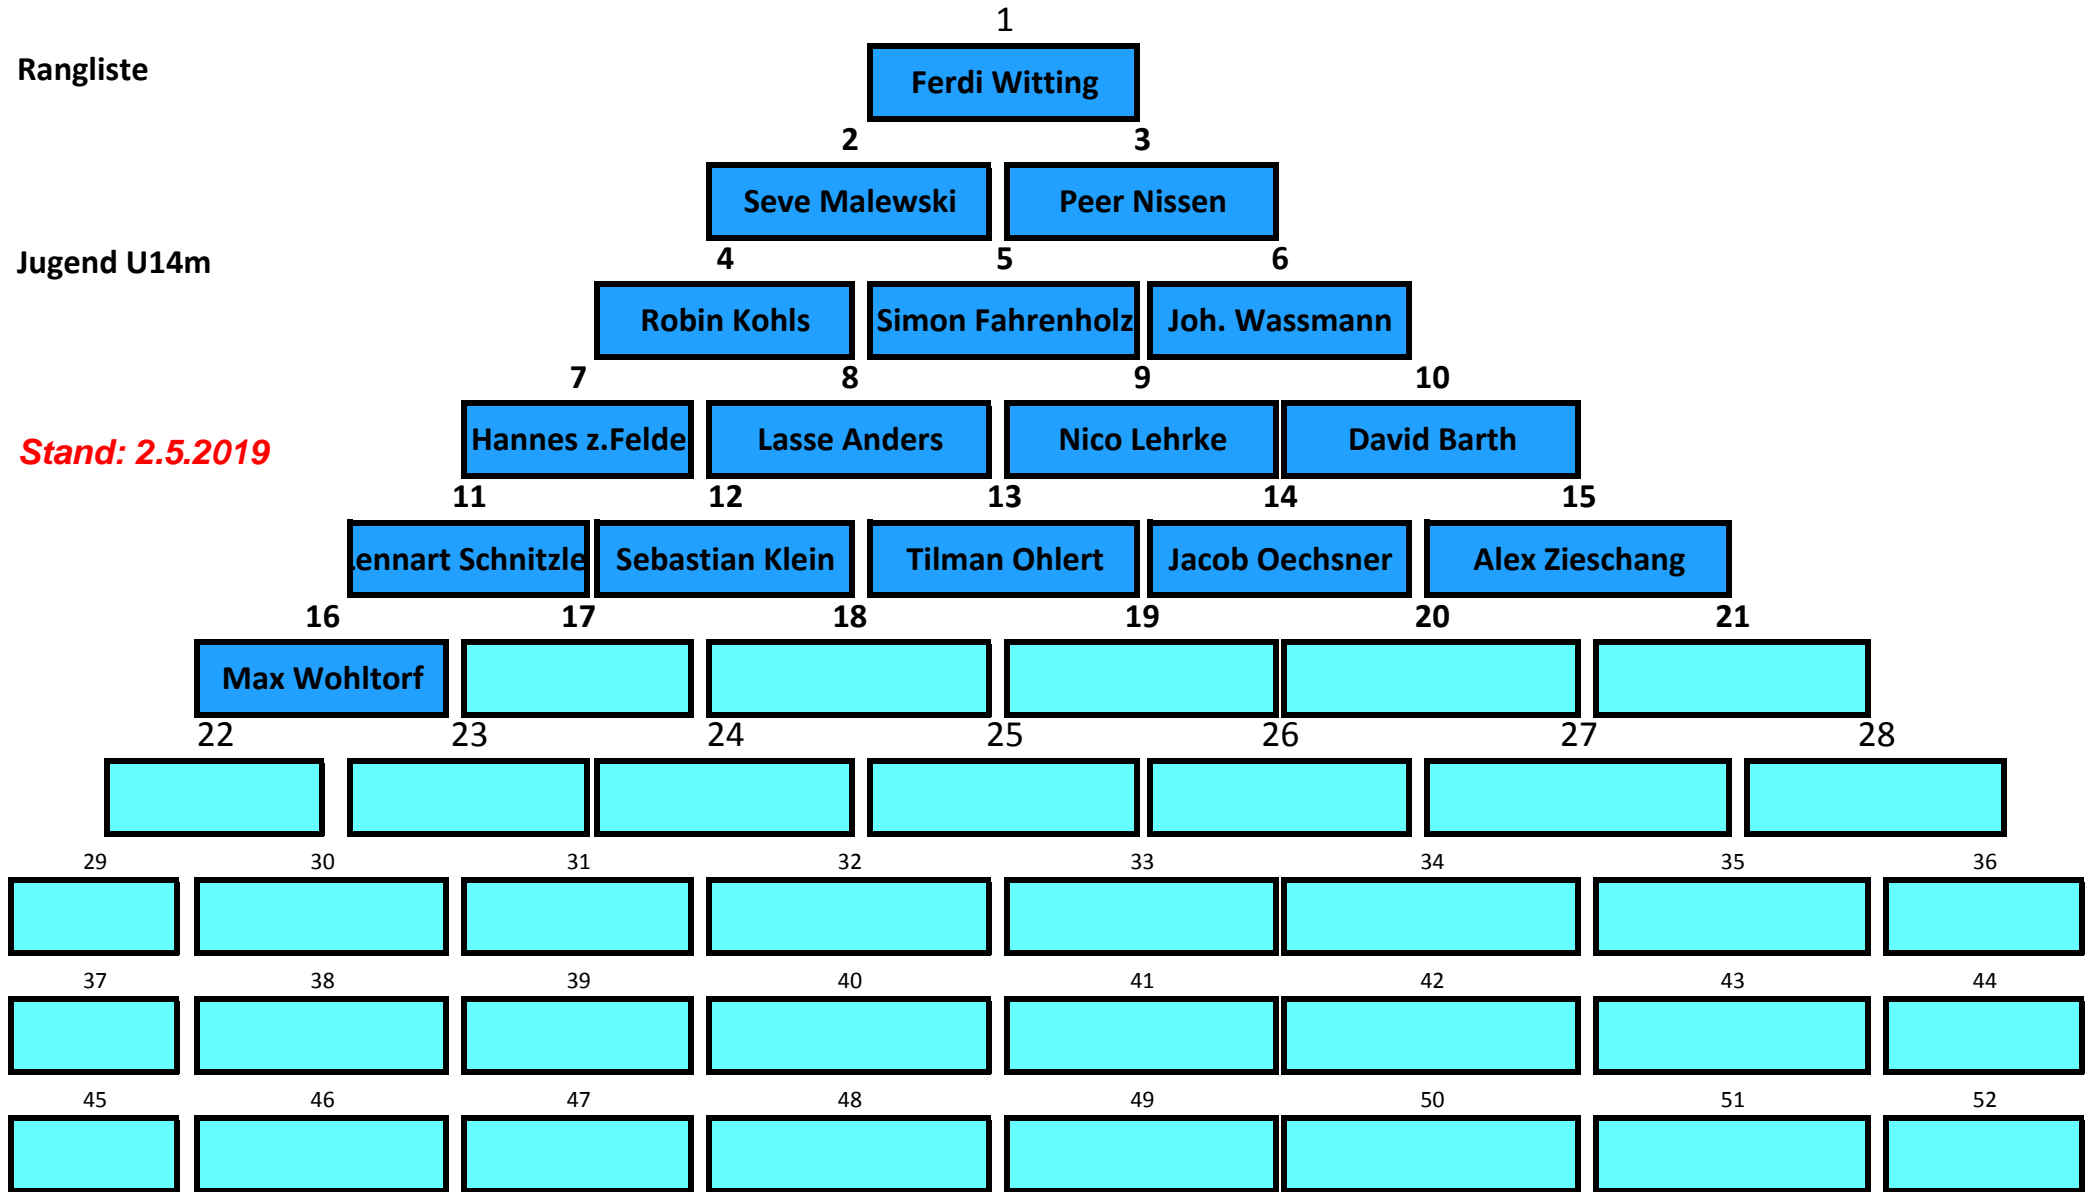 1
Rangliste
Ferdi Witting
2 3
Seve Malewski Peer Nissen
Jugend U14m
4 5 6
Robin Kohls Simon Fahrenholz Joh. Wassmann
7 8 9 10
Stand: 2.5.2019
Hannes z.Felde Lasse Anders Nico Lehrke David Barth
11 12 13 14 15
ennart Schnitzle Sebastian Klein Tilman Ohlert Jacob Oechsner Alex Zieschang
16 17 18 19 20 21
Max Wohltorf
22 23 24 25 26 27 28
29 30 31 32 33 34 35 36
37 38 39 40 41 42 43 44
45 46 47 48 49 50 51 52